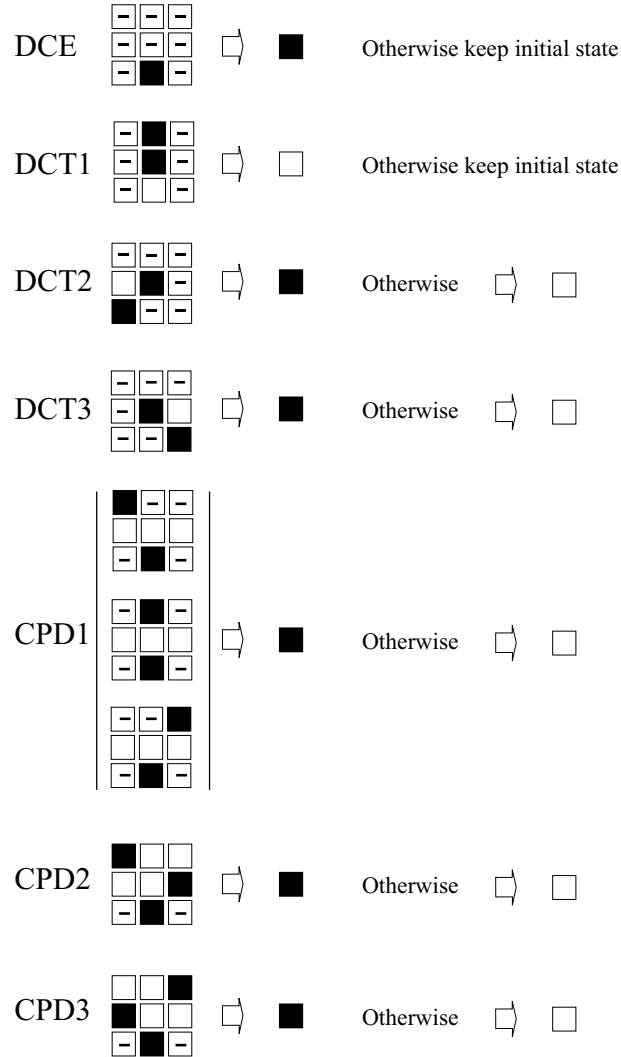 DCE Otherwise keep initial state
DCT1 Otherwise keep initial state
DCT2 Otherwise
DCT3 Otherwise
CPD1 Otherwise
CPD2 Otherwise
CPD3 Otherwise